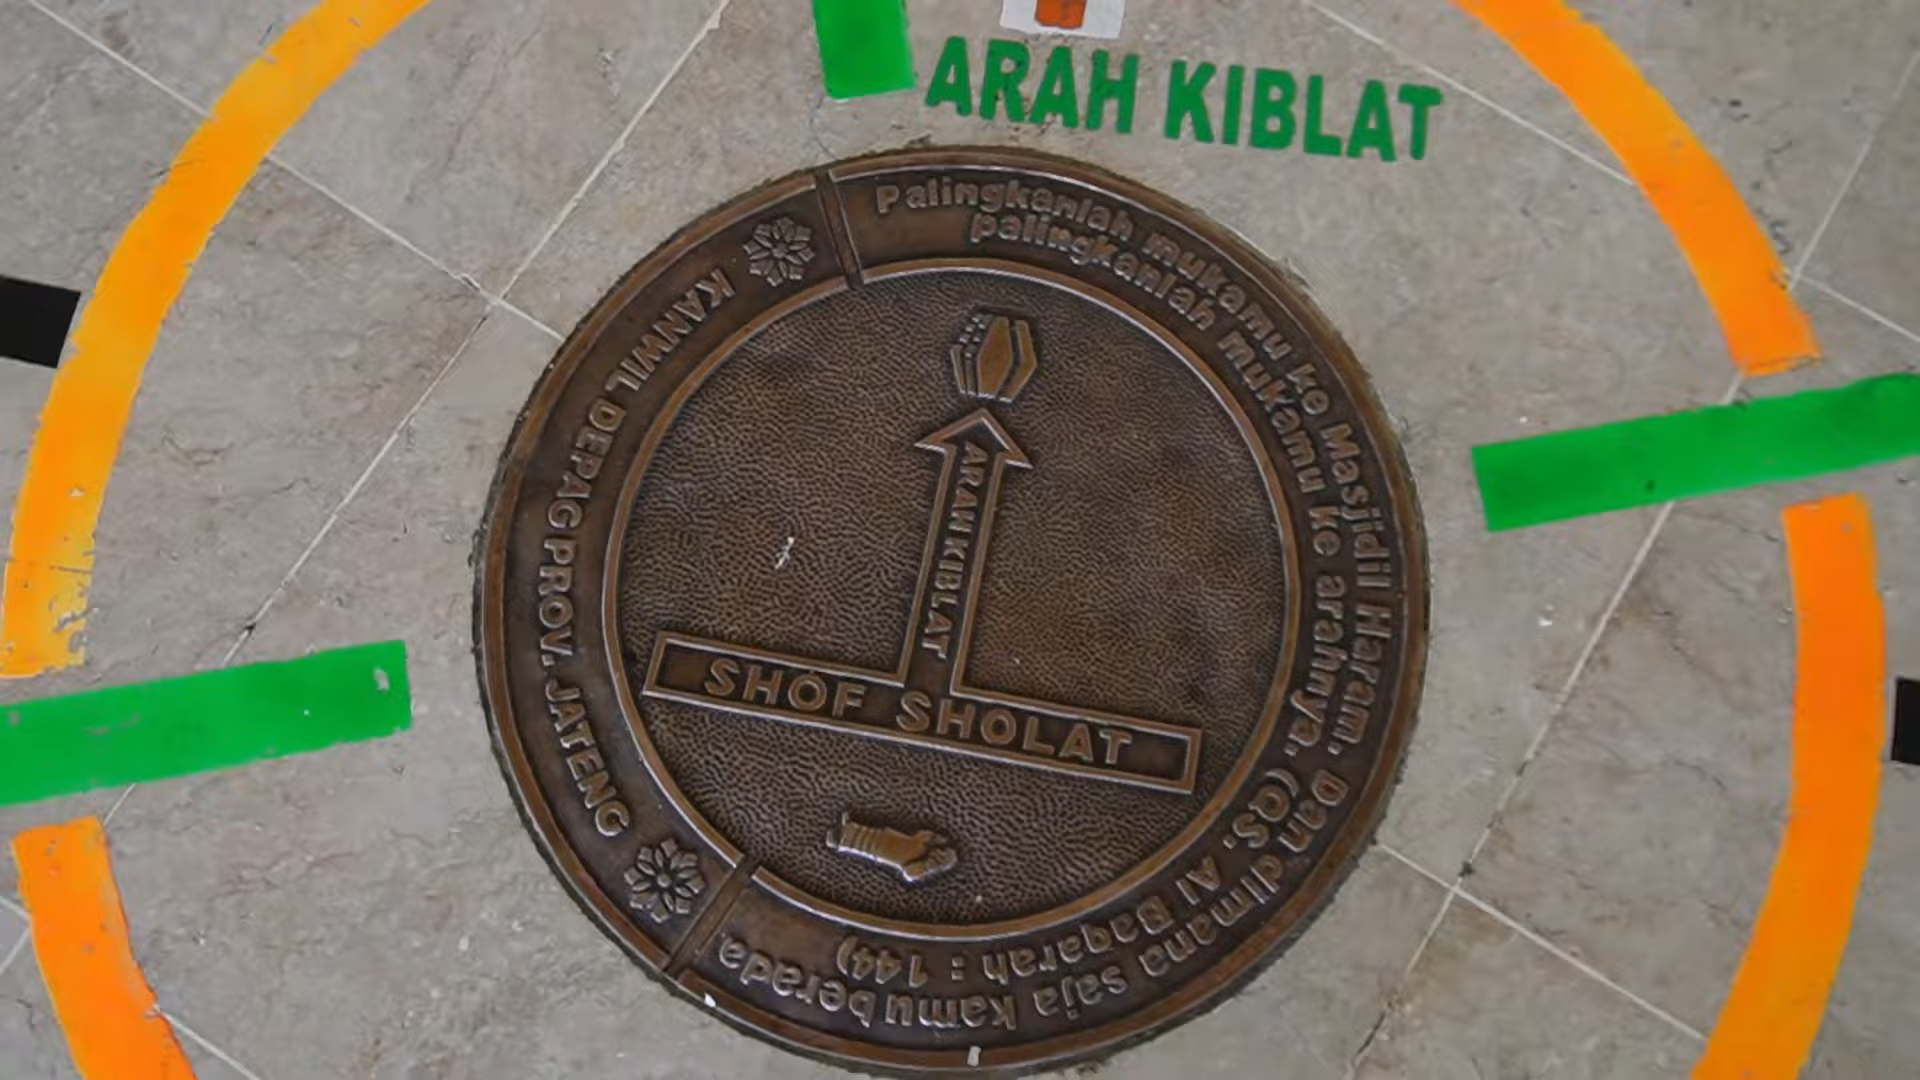 ARAH KIBLAT
Palingkanlah mukamu ke Masjidil Haram. Dan dimana saja kamu berada
palingkanlah mukamu ke arahnya. (QS. Al Baqarah : 144)
KANWIL DEPAG PROV. JATENG
ARAH KIBLAT
SHOF SHOLAT